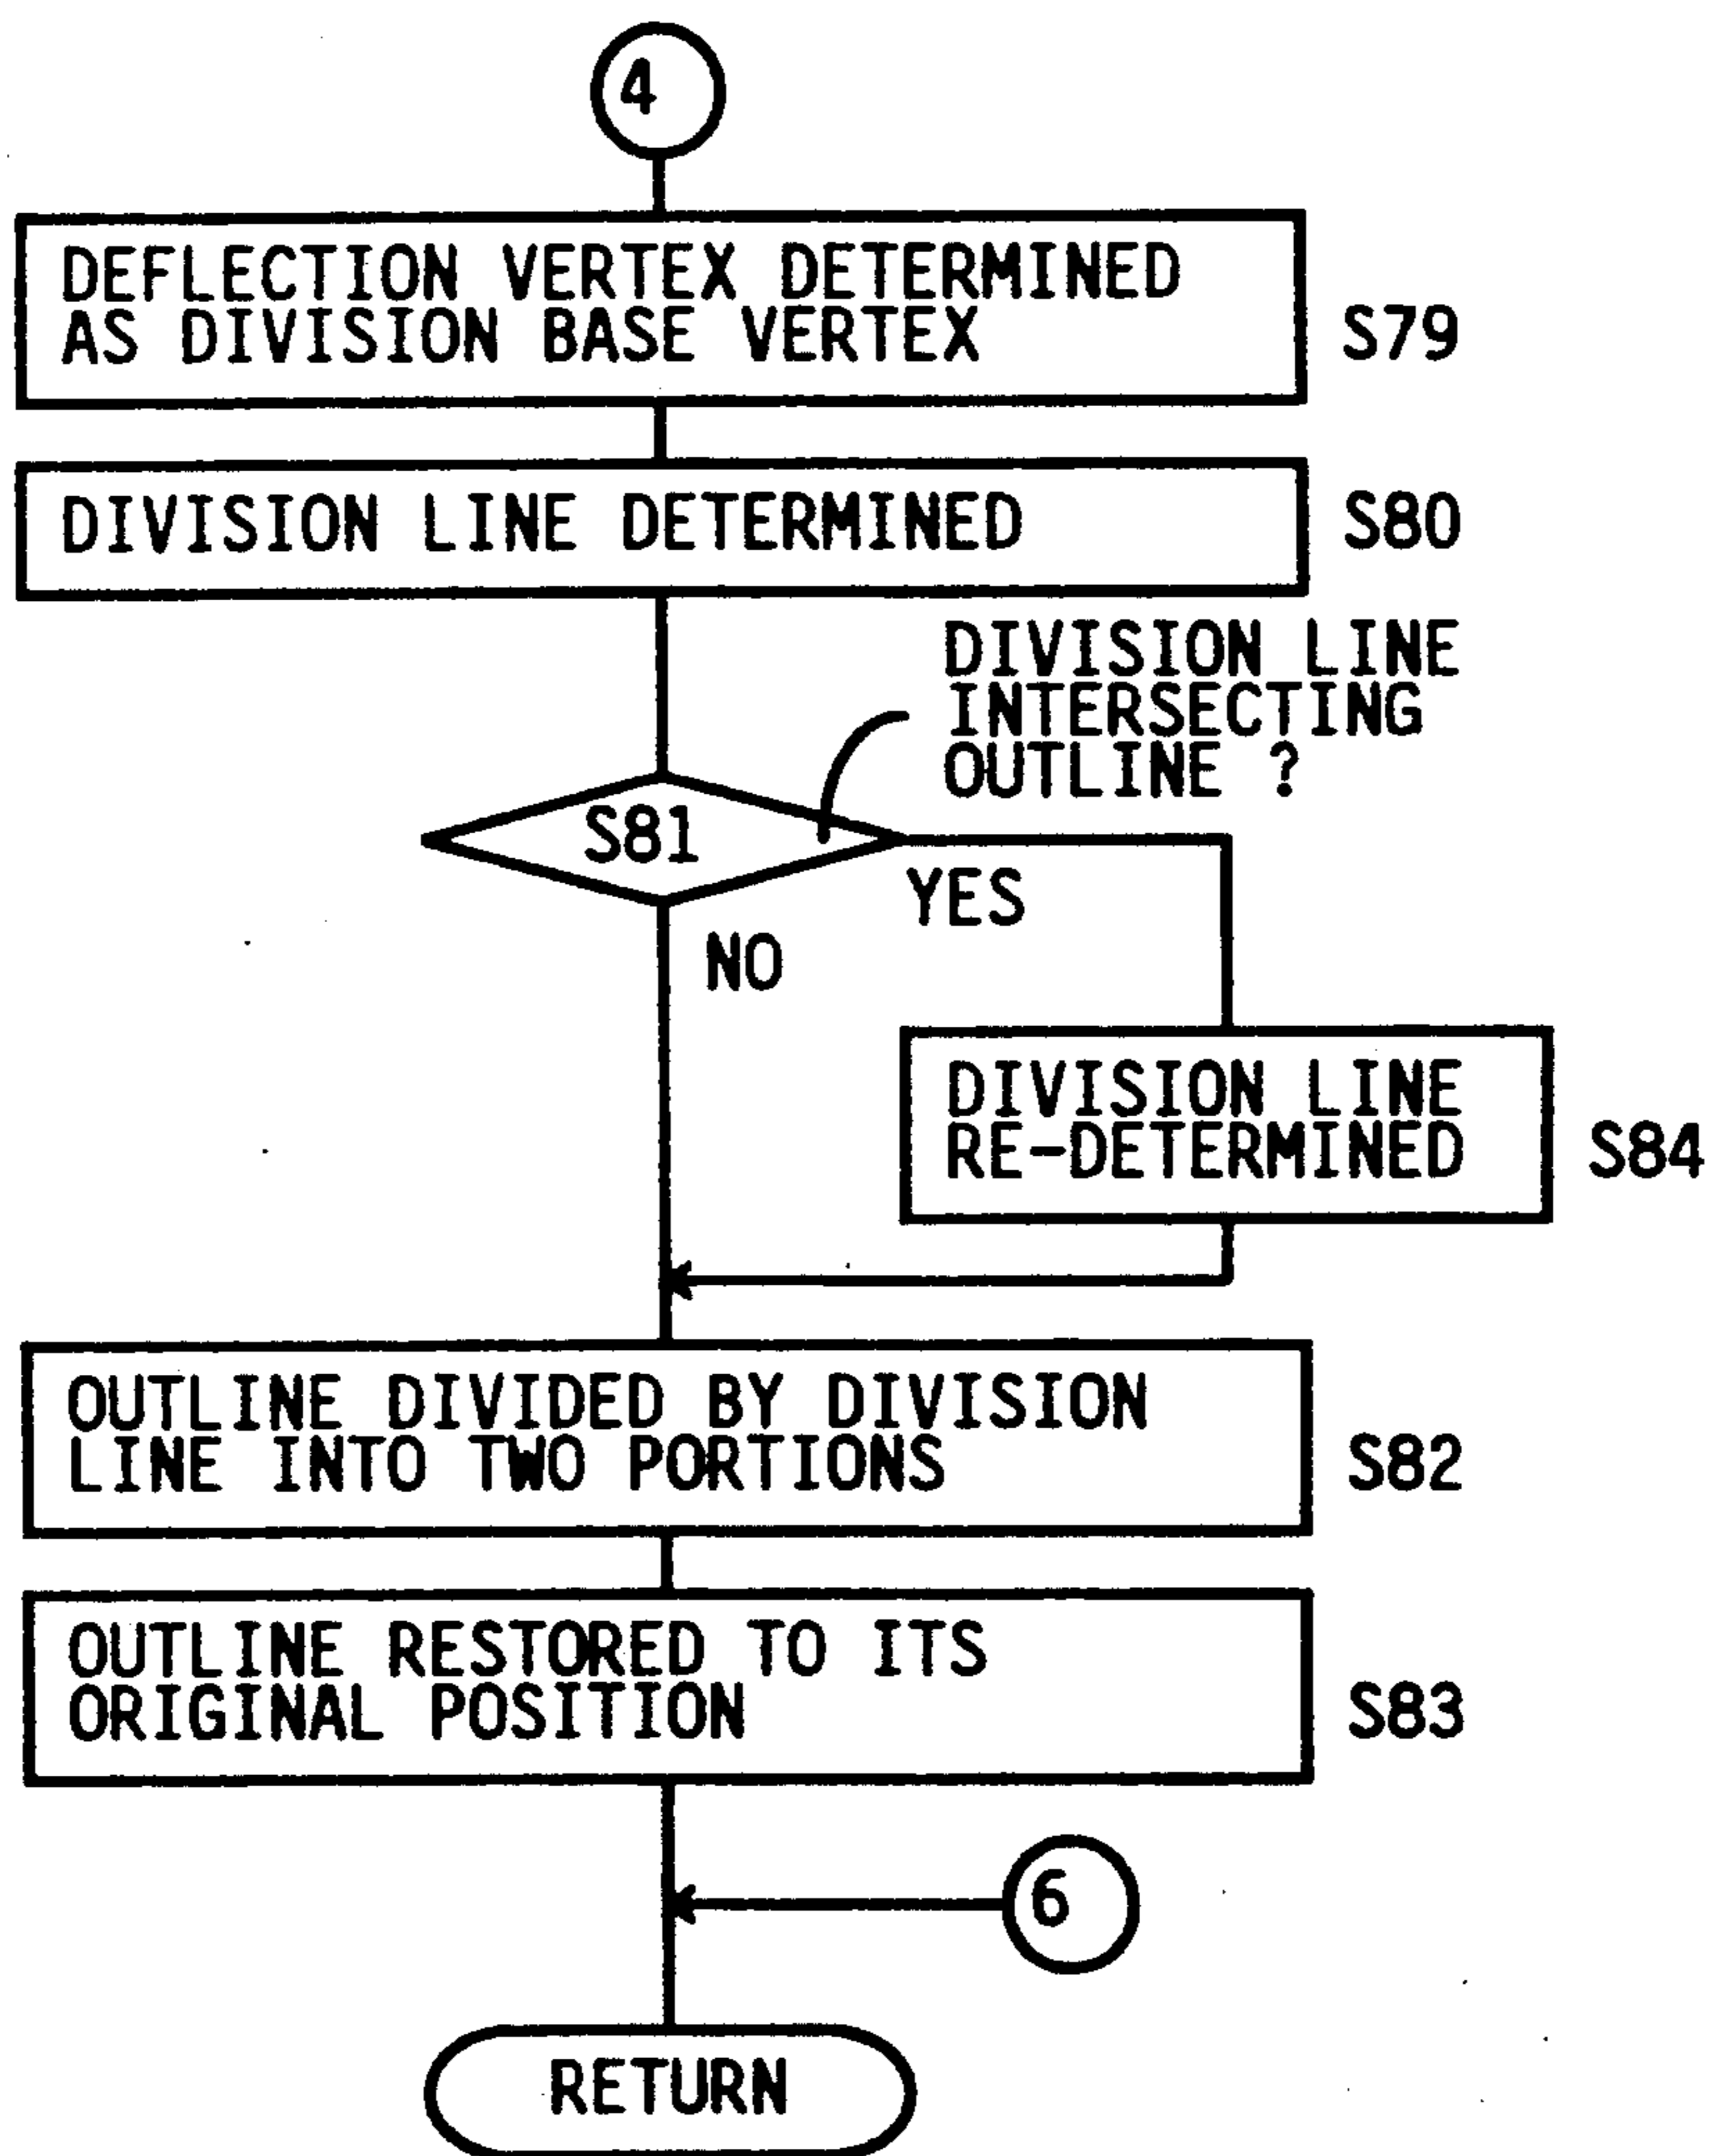 4
DEFLECTION VERTEX DETERMINED
AS DIVISION BASE VERTEX
S79
DIVISION LINE DETERMINED
S80
DIVISION LINE
INTERSECTING
OUTLINE ?
S81
YES
NO
DIVISION LINE
RE-DETERMINED
S84
OUTLINE DIVIDED BY DIVISION
LINE INTO TWO PORTIONS
S82
OUTLINE RESTORED TO ITS
ORIGINAL POSITION
S83
6
RETURN